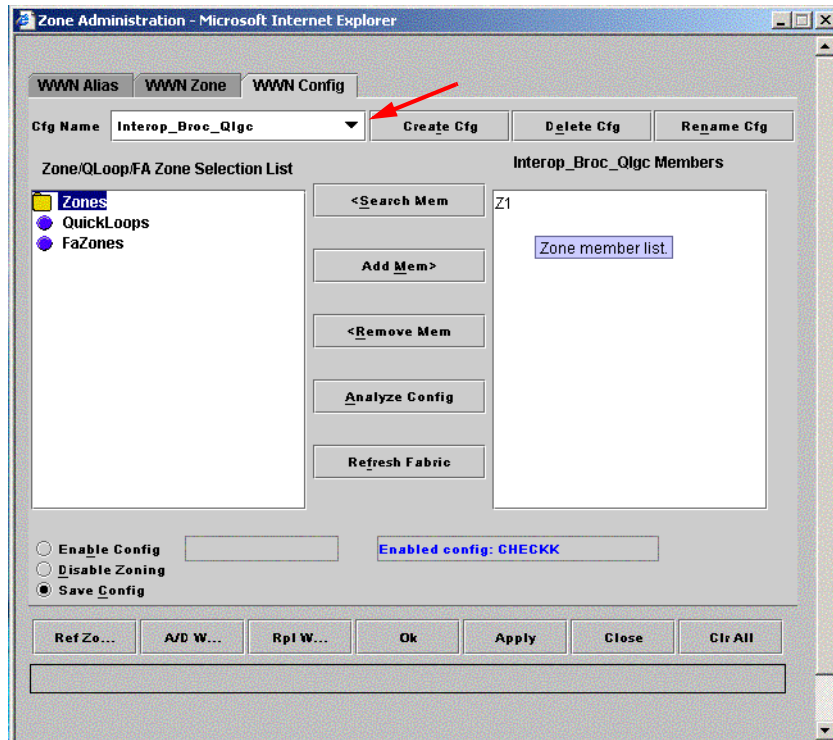 Zone Administration - Microsoft Internet Explorer
WWN Alias WWN Zone WWN Config
Cfg Name Interop_Broc_Qlgc Create Cfg Delete Cfg Rename Cfg
Zone/QLoop/FA Zone Selection List Interop_Broc_Qlgc Members
Zones
QuickLoops
FaZones
<Search Mem
Add Mem>
<Remove Mem
Analyze Config
Refresh Fabric
Z1
Zone member list.
Enable Config Enabled config: CHECKK
Disable Zoning
Save Config
Ref Zo... A/D W... Rpl W... Ok Apply Close Clr All